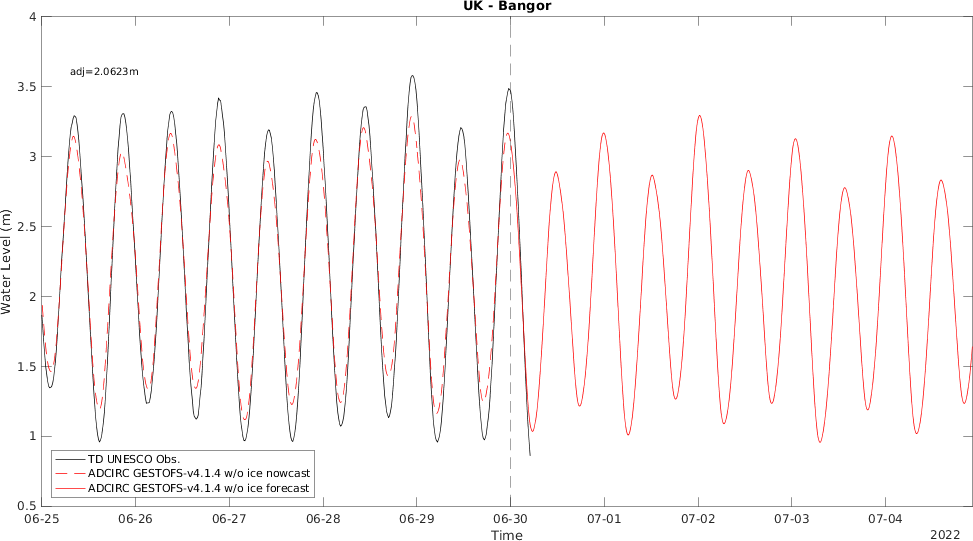 UK - Bangor
adj=2.0623m
4
3.5
3
2.5
2
1.5
1
0.5
Water Level (m)
TD UNESCO Obs.
ADCIRC GESTOFS-v4.1.4 w/o ice nowcast
ADCIRC GESTOFS-v4.1.4 w/o ice forecast
06-25 06-26 06-27 06-28 06-29 06-30 07-01 07-02 07-03 07-04
Time
2022